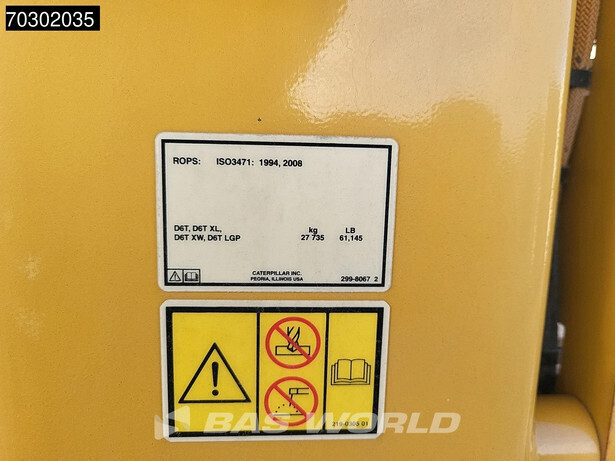 70302035
ROPS: ISO3471: 1994, 2008
D6T, D6T XL,
kg LB
D6T XW, D6T LGP 27 735 61,145
CATERPILLAR INC.
PEORIA, ILLINOIS USA
299-8067 2
BAS WORLD